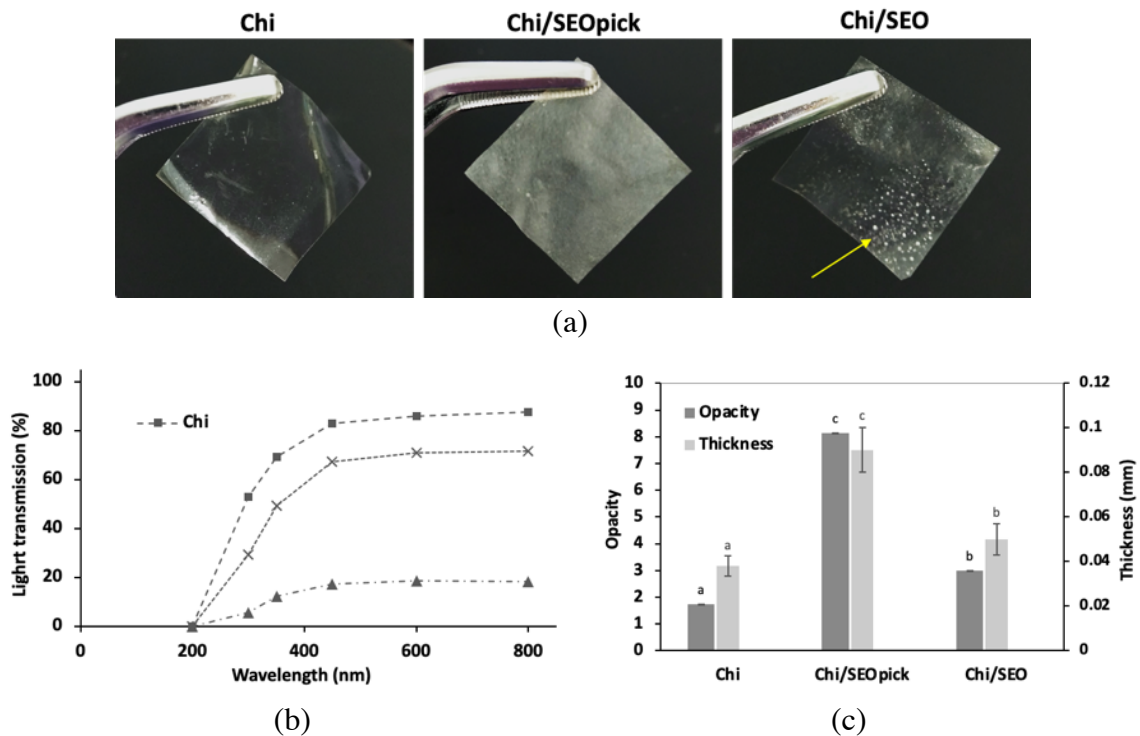 Chi Chi/SEOpick Chi/SEO
(a)
100
80
60
40
20
0
0 200 400 600 800
Lighrt transmission (%)
Wavelength (nm)
Chi
(b)
10
9
8
7
6
5
4
3
2
1
0
Opacity
Opacity
Thickness
a a
c c
b b
Chi Chi/SEOpick Chi/SEO
0.12
0.1
0.08
0.06
0.04
0.02
0
Thickness (mm)
(c)